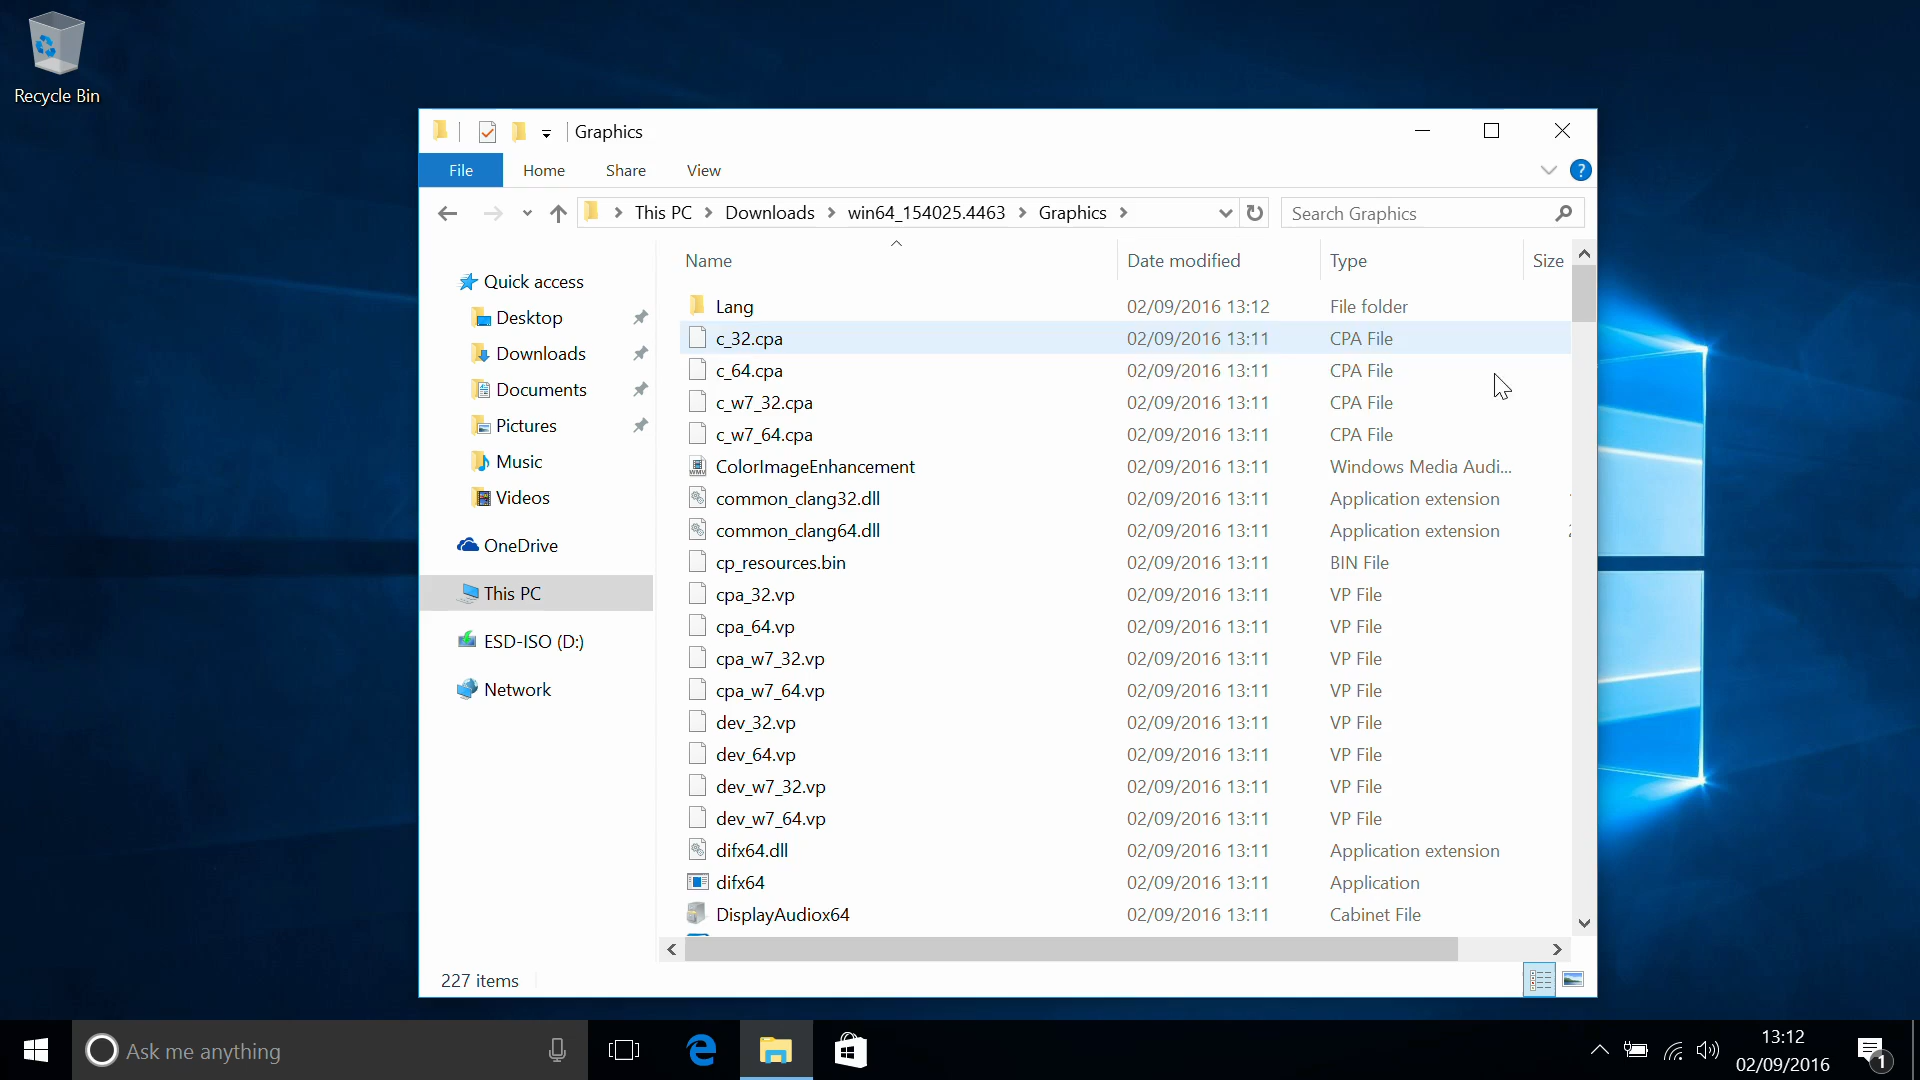 Recycle Bin
Graphics
File Home Share View
This PC Downloads win64_154025.4463 Graphics Search Graphics
Name Date modified Type Size
Quick access
Desktop
Downloads
Documents
Pictures
Music
Videos
OneDrive
This PC
ESD-ISO (D:)
Network
Lang 02/09/2016 13:12 File folder
c_32.cpa 02/09/2016 13:11 CPA File
c_64.cpa 02/09/2016 13:11 CPA File
c_w7_32.cpa 02/09/2016 13:11 CPA File
c_w7_64.cpa 02/09/2016 13:11 CPA File
ColorImageEnhancement 02/09/2016 13:11 Windows Media Audi...
common_clang32.dll 02/09/2016 13:11 Application extension
common_clang64.dll 02/09/2016 13:11 Application extension
cp_resources.bin 02/09/2016 13:11 BIN File
cpa_32.vp 02/09/2016 13:11 VP File
cpa_64.vp 02/09/2016 13:11 VP File
cpa_w7_32.vp 02/09/2016 13:11 VP File
cpa_w7_64.vp 02/09/2016 13:11 VP File
dev_32.vp 02/09/2016 13:11 VP File
dev_64.vp 02/09/2016 13:11 VP File
dev_w7_32.vp 02/09/2016 13:11 VP File
dev_w7_64.vp 02/09/2016 13:11 VP File
difx64.dll 02/09/2016 13:11 Application extension
difx64 02/09/2016 13:11 Application
DisplayAudiox64 02/09/2016 13:11 Cabinet File
227 items
Ask me anything
13:12
02/09/2016
1